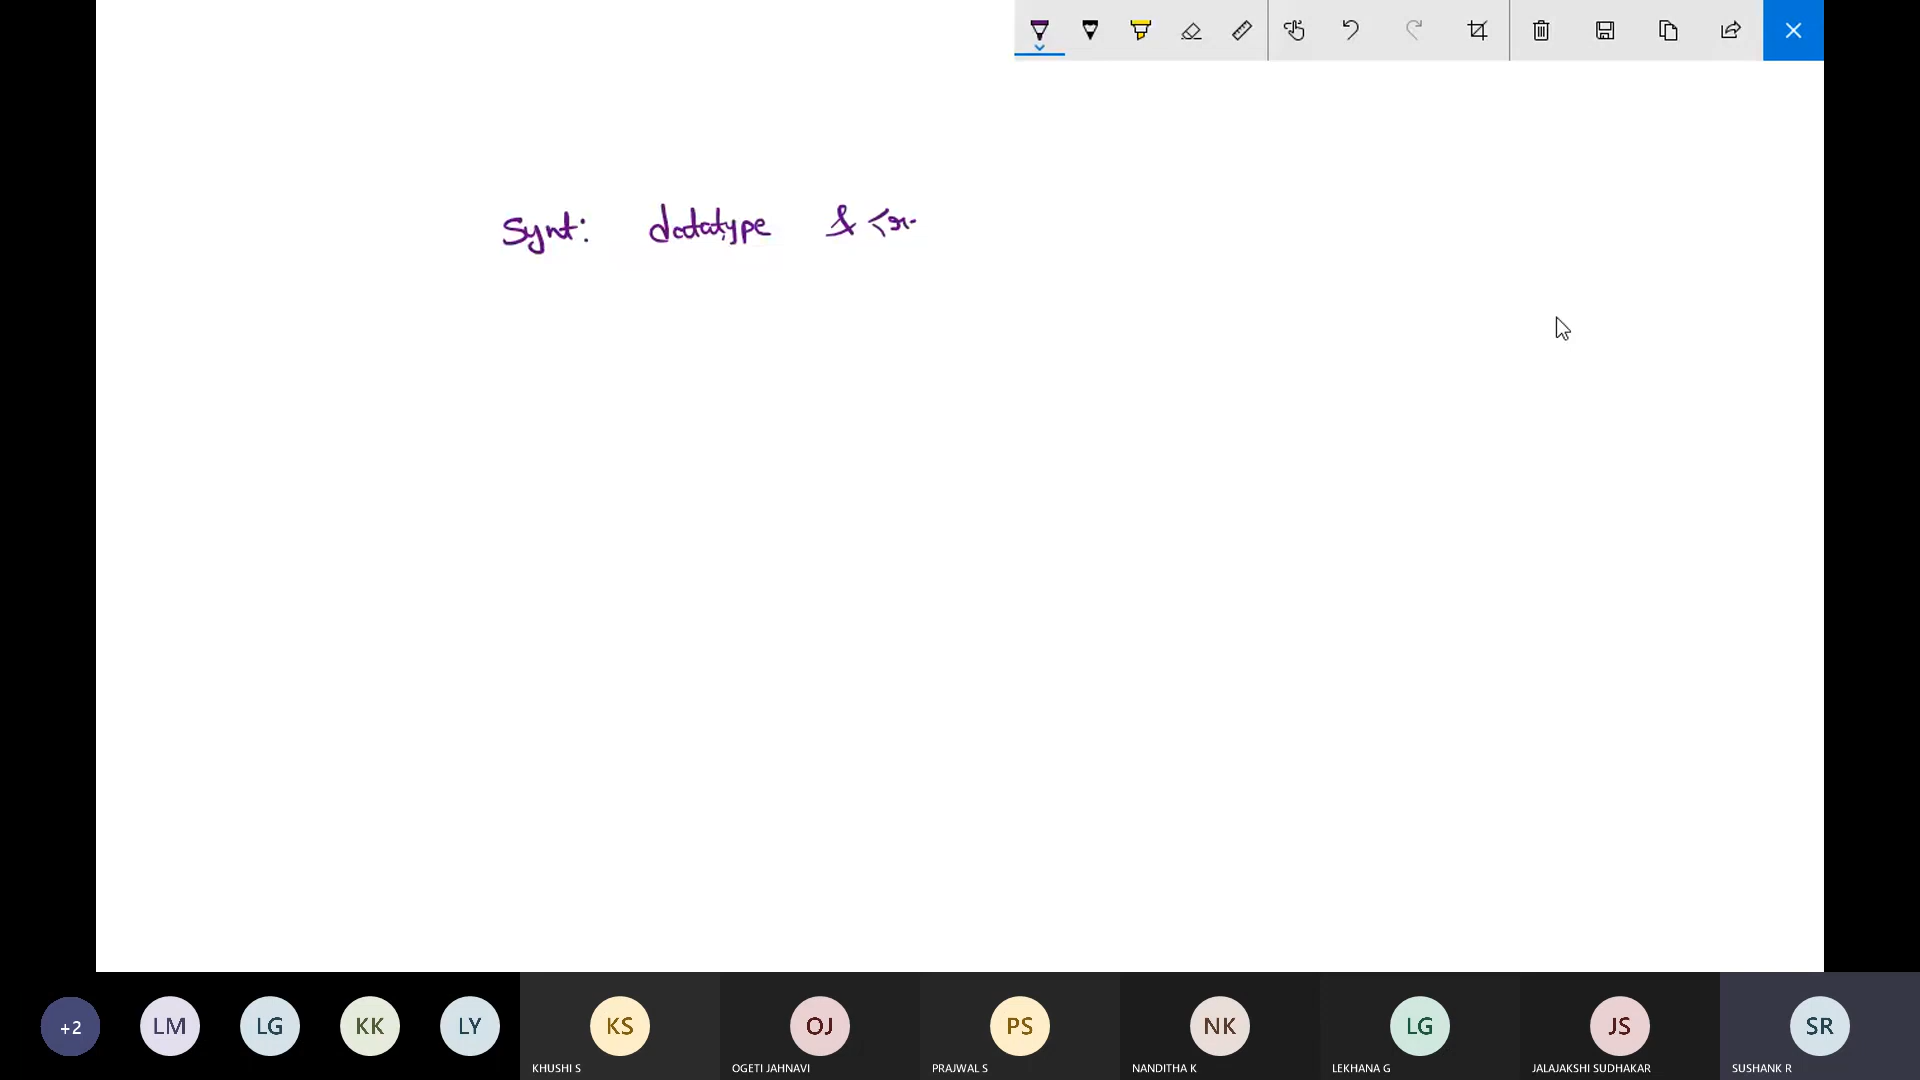 Synt: datatype & <r
+2 LM LG KK LY KS OJ PS NK LG JS SR
KHUSHI S OGETI JAHNAVI PRAJWAL S NANDITHA K LEKHANA G JALAJAKSHI SUDHAKAR SUSHANK R